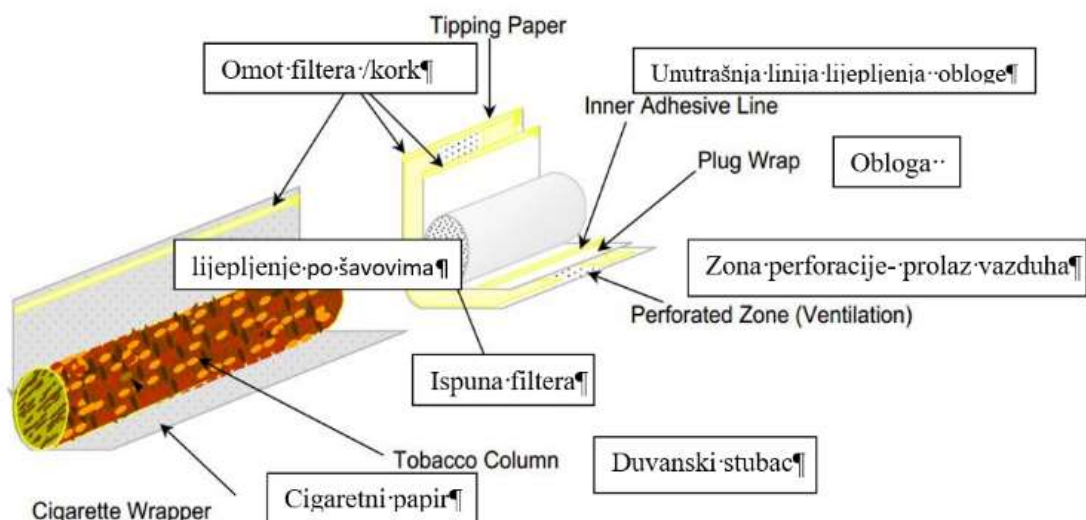 Tipping Paper
Omot·filtera·/kork¶
Unutrašnja·linija·lijepljenja··obloge¶
Inner Adhesive Line
Plug Wrap
Obloga··
lijepljenje·po·šavovima¶
Zona·perforacije-·prolaz·vazduha¶
Perforated Zone (Ventilation)
Ispuna·filtera¶
Tobacco Column
Duvanski·stubac¶
Cigaretni·papir¶
Cigarette Wrapper